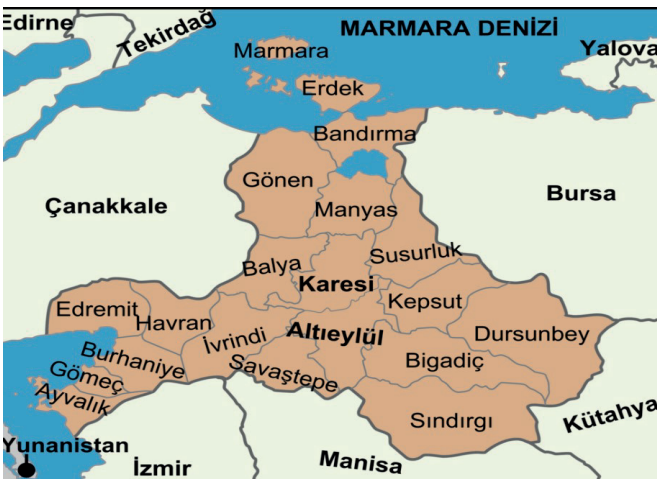 Edirne
Tekirdağ
MARMARA DENİZİ
Yalova
Marmara
Erdek
Bandırma
Gönen
Bursa
Çanakkale
Manyas
Susurluk
Balya
Karesi
Kepsut
Edremit
Havran
İvrindi
Altıeylül
Dursunbey
Burhaniye
Savaştepe
Bigadiç
Gömeç
Ayvalık
Sındırgı
Kütahya
Yunanistan
İzmir
Manisa